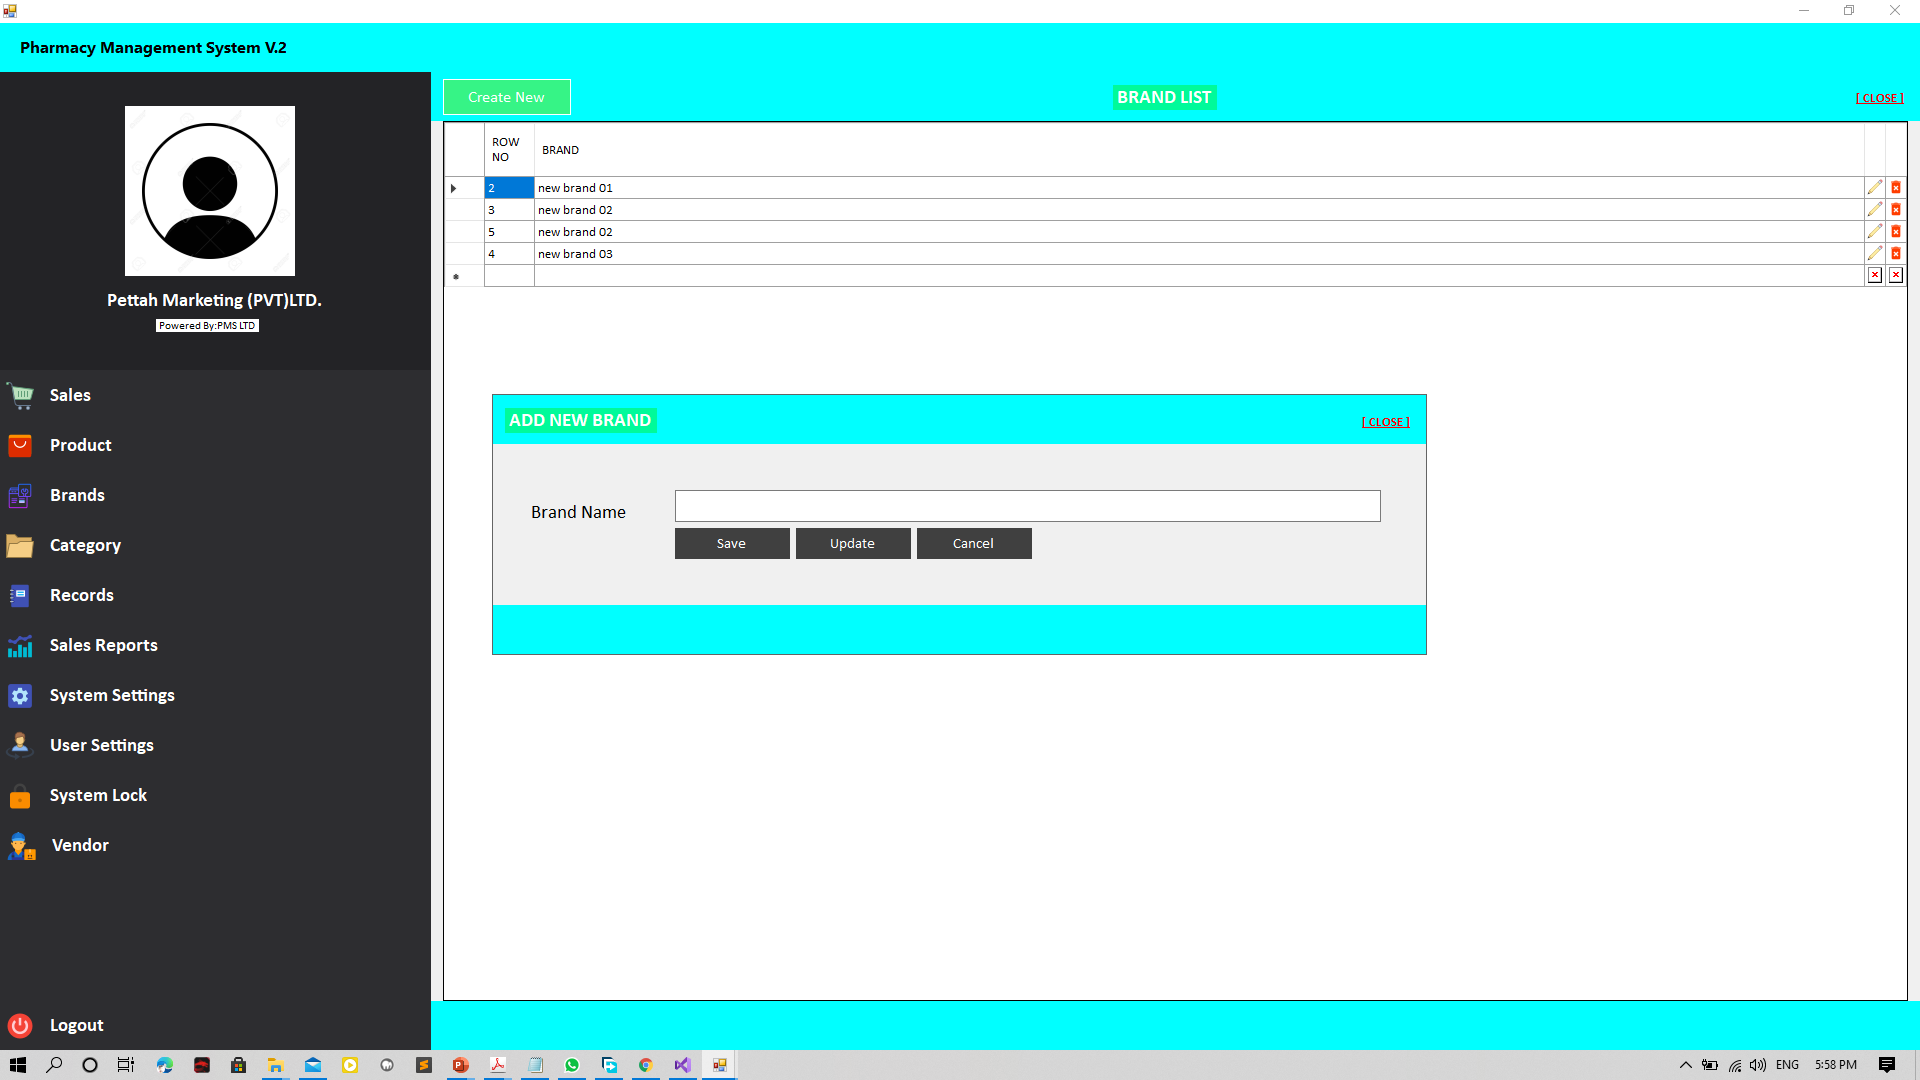 Pharmacy Management System V.2
Create New
BRAND LIST
[ CLOSE ]
ROW NO
BRAND
2 new brand 01
3 new brand 02
5 new brand 02
4 new brand 03
Pettah Marketing (PVT)LTD.
Powered By:PMS LTD
Sales
Product
Brands
Category
Records
Sales Reports
System Settings
User Settings
System Lock
Vendor
Logout
ADD NEW BRAND
[ CLOSE ]
Brand Name
Save
Update
Cancel
ENG
5:58 PM